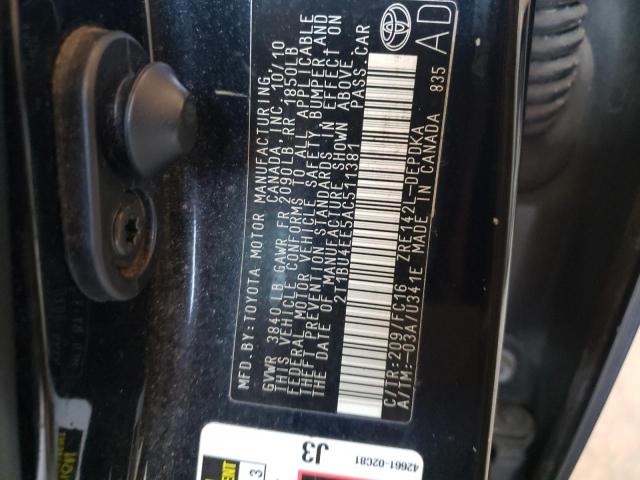 MFD. BY: TOYOTA MOTOR MANUFACTURING
CANADA, INC. 10/10
GVWR 3840 LB GAWR FR 2090LB RR 1850LB
THIS VEHICLE CONFORMS TO ALL APPLICABLE
FEDERAL MOTOR VEHICLE SAFETY, BUMPER, AND
THEFT PREVENTION STANDARDS IN EFFECT ON
THE DATE OF MANUFACTURE SHOWN ABOVE.
2T1BU4EE5AC511381 PASS. CAR
C/TR: 209/FC16 ZRE142L-DEPDKA
A/TM: -03A/U341E MADE IN CANADA 835
AD
J3
42661-02C81